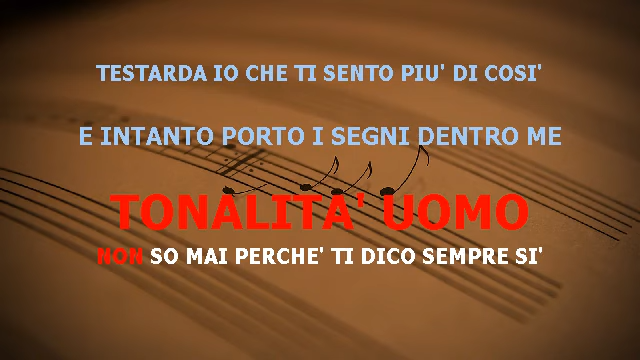 TESTARDA IO CHE TI SENTO PIU' DI COSI'
E INTANTO PORTO I SEGNI DENTRO ME
TONALITA' UOMO
NON SO MAI PERCHE' TI DICO SEMPRE SI'